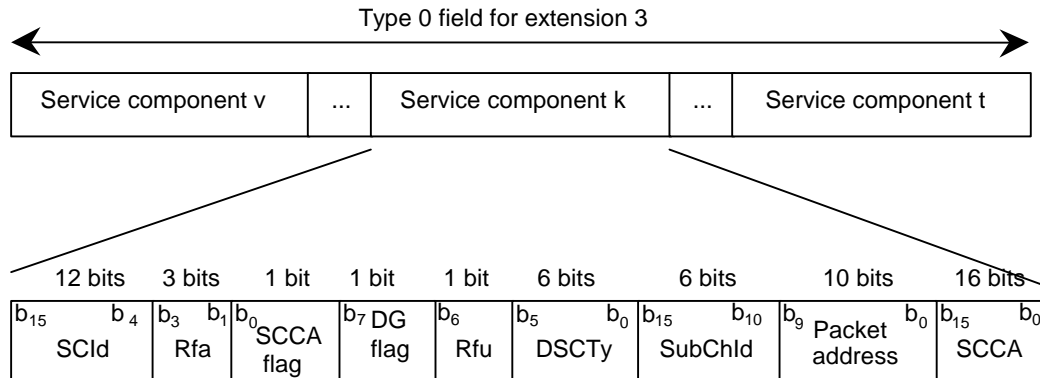 Type 0 field for extension 3
Service component v ... Service component k ... Service component t
12 bits 3 bits 1 bit 1 bit 1 bit 6 bits 6 bits 10 bits 16 bits
b15 b4 b3 b1 b0 b7 DG b6 b5 b0 b15 b10 b9 Packet b0 b15 b0
SCId Rfa SCCA flag Rfu DSCTy SubChId address SCCA
flag